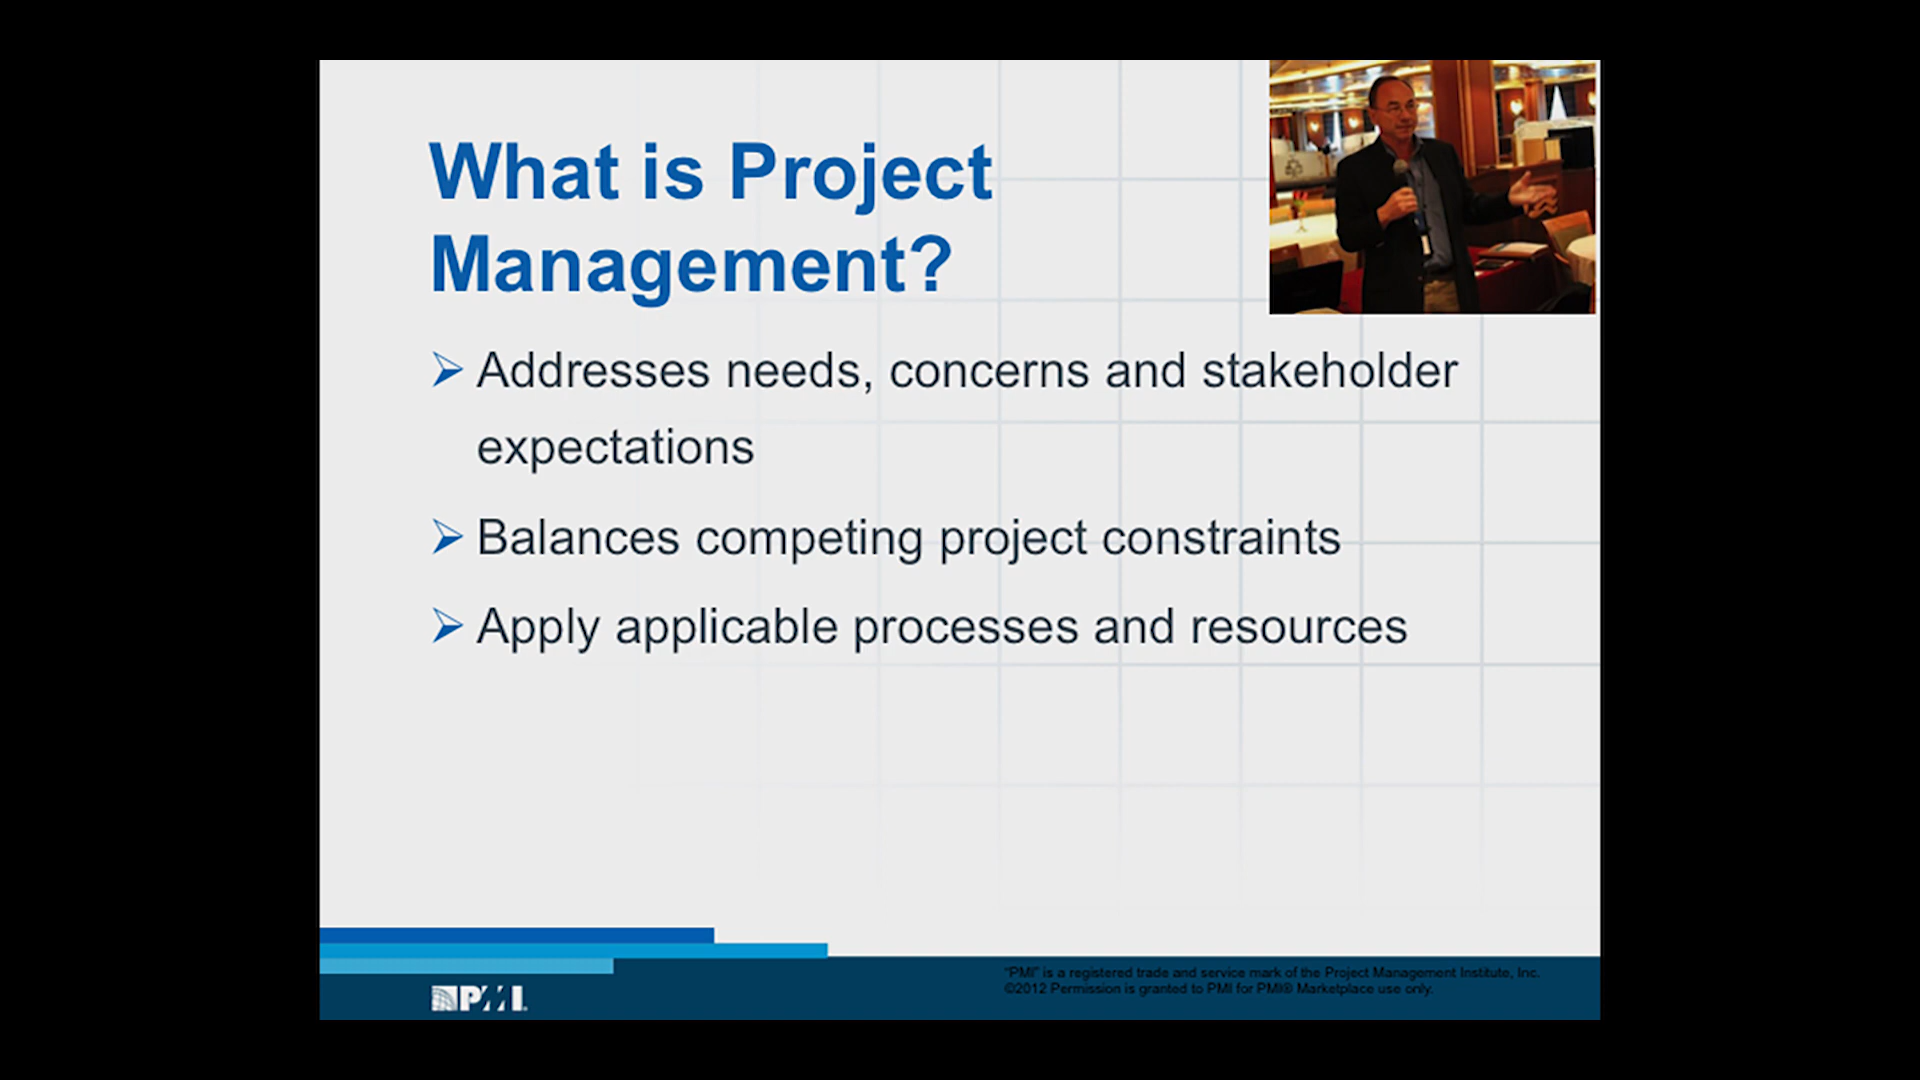 What is Project
Management?
Addresses needs, concerns and stakeholder
expectations
Balances competing project constraints
Apply applicable processes and resources
PMI
"PMI" is a registered trade and service mark of the Project Management Institute, Inc.
©2012 Permission is granted to PMI for PMI® Marketplace use only.